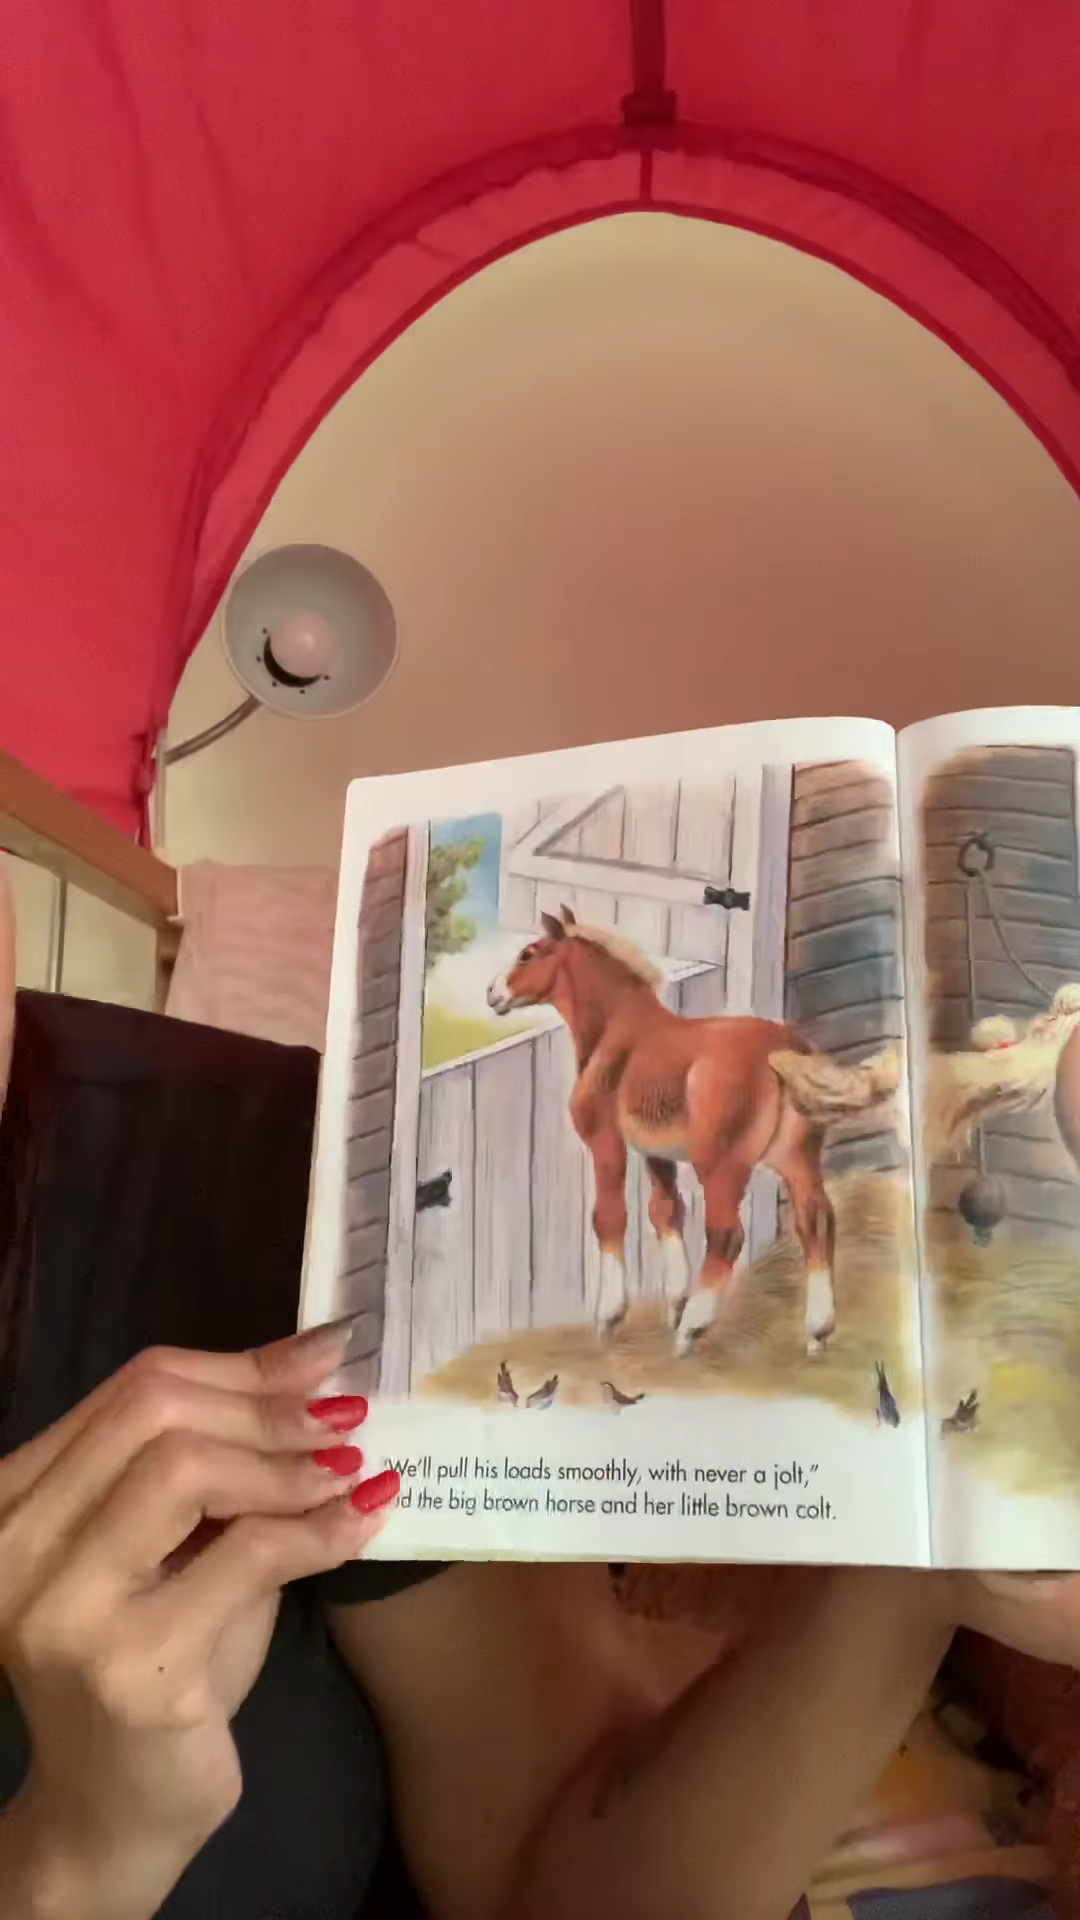 "We'll pull his loads smoothly, with never a jolt,"
the big brown horse and her little brown colt.